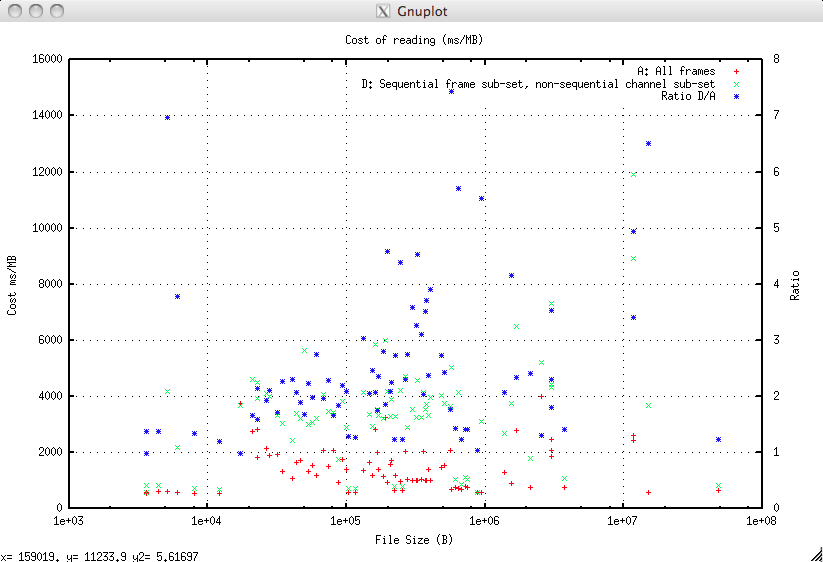 Gnuplot
Cost of reading (ms/MB)
A: All frames
D: Sequential frame sub-set, non-sequential channel sub-set
Ratio D/A
16000
14000
12000
10000
8000
6000
4000
2000
0
Cost ms/MB
8
7
6
5
4
3
2
1
0
Ratio
1e+03 1e+04 1e+05 1e+06 1e+07 1e+08
File Size (B)
x= 159019. y= 11233.9 y2= 5.61697